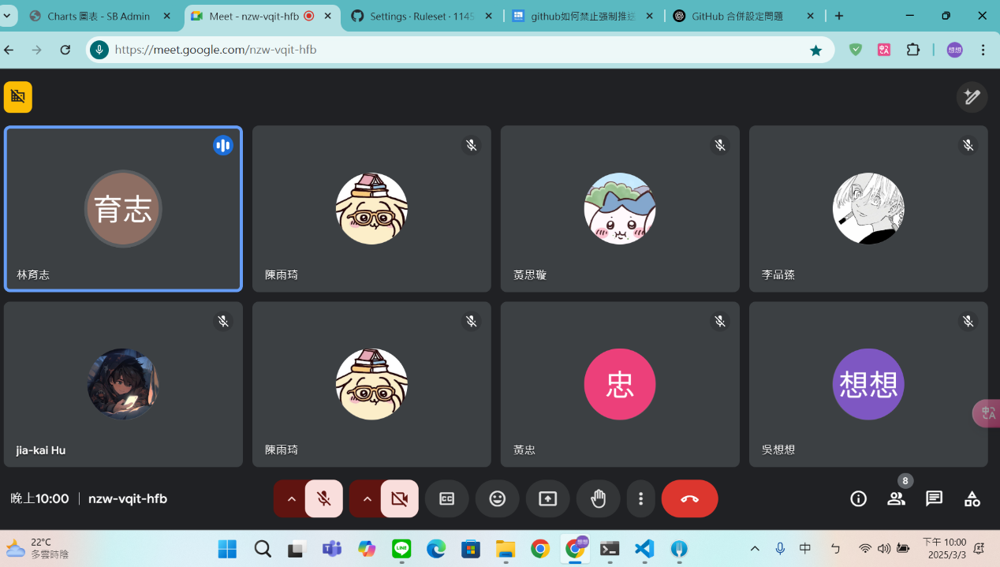 Charts 圖表 - SB Admin
Meet - nzw-vqit-hfb
Settings · Ruleset · 1145
github如何禁止强制推送
GitHub 合併設定問題
https://meet.google.com/nzw-vqit-hfb
想想
育志
林育志
陳雨琦
黃思璇
李品臻
jia-kai Hu
陳雨琦
忠
黃忠
想想
吳想想
晚上10:00
nzw-vqit-hfb
8
22°C
多雲時陰
LINE
中
ㄅ
下午 10:00
2025/3/3